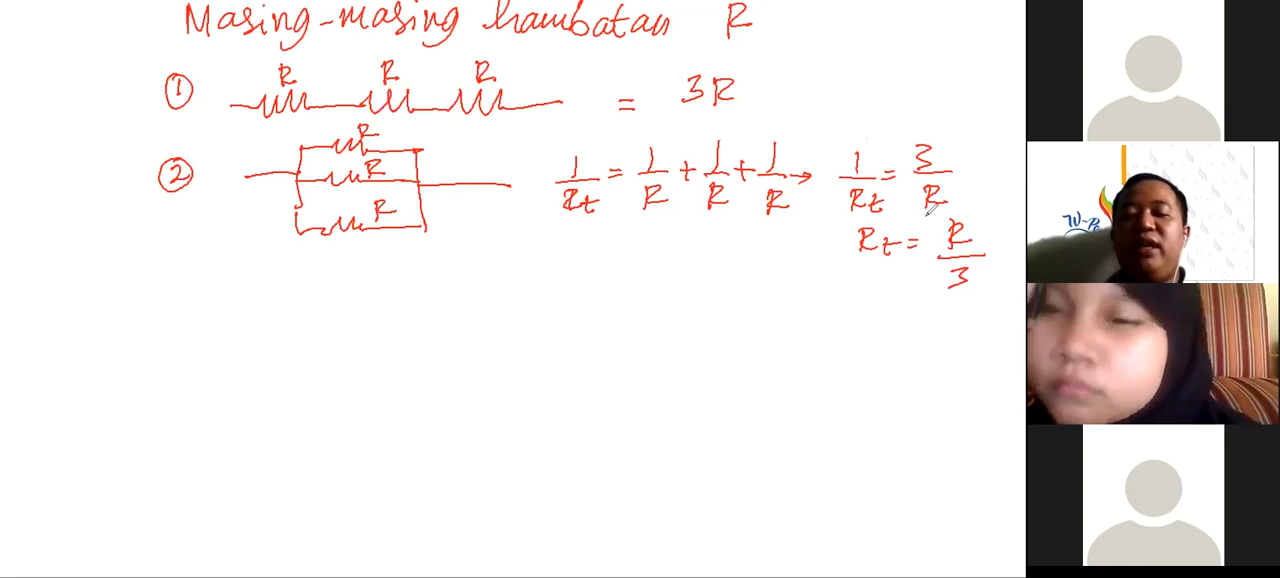 Masing-masing hambatan R
① R R R = 3R
② R R R 1/Rt = 1/R + 1/R + 1/R → 1/Rt = 3/R
Rt = R/3